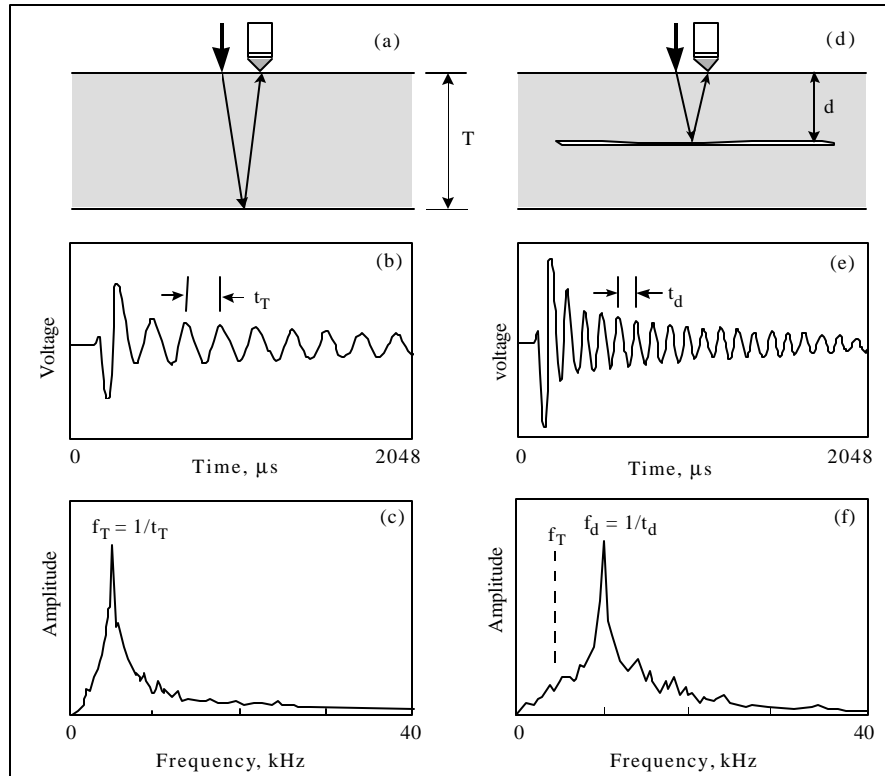 (a)
T
(b)
t_T
Voltage
0
2048
Time, μs
(c)
f_T = 1/t_T
Amplitude
0
40
Frequency, kHz
(d)
d
(e)
t_d
voltage
0
2048
Time, μs
(f)
f_T
f_d = 1/t_d
Amplitude
0
40
Frequency, kHz